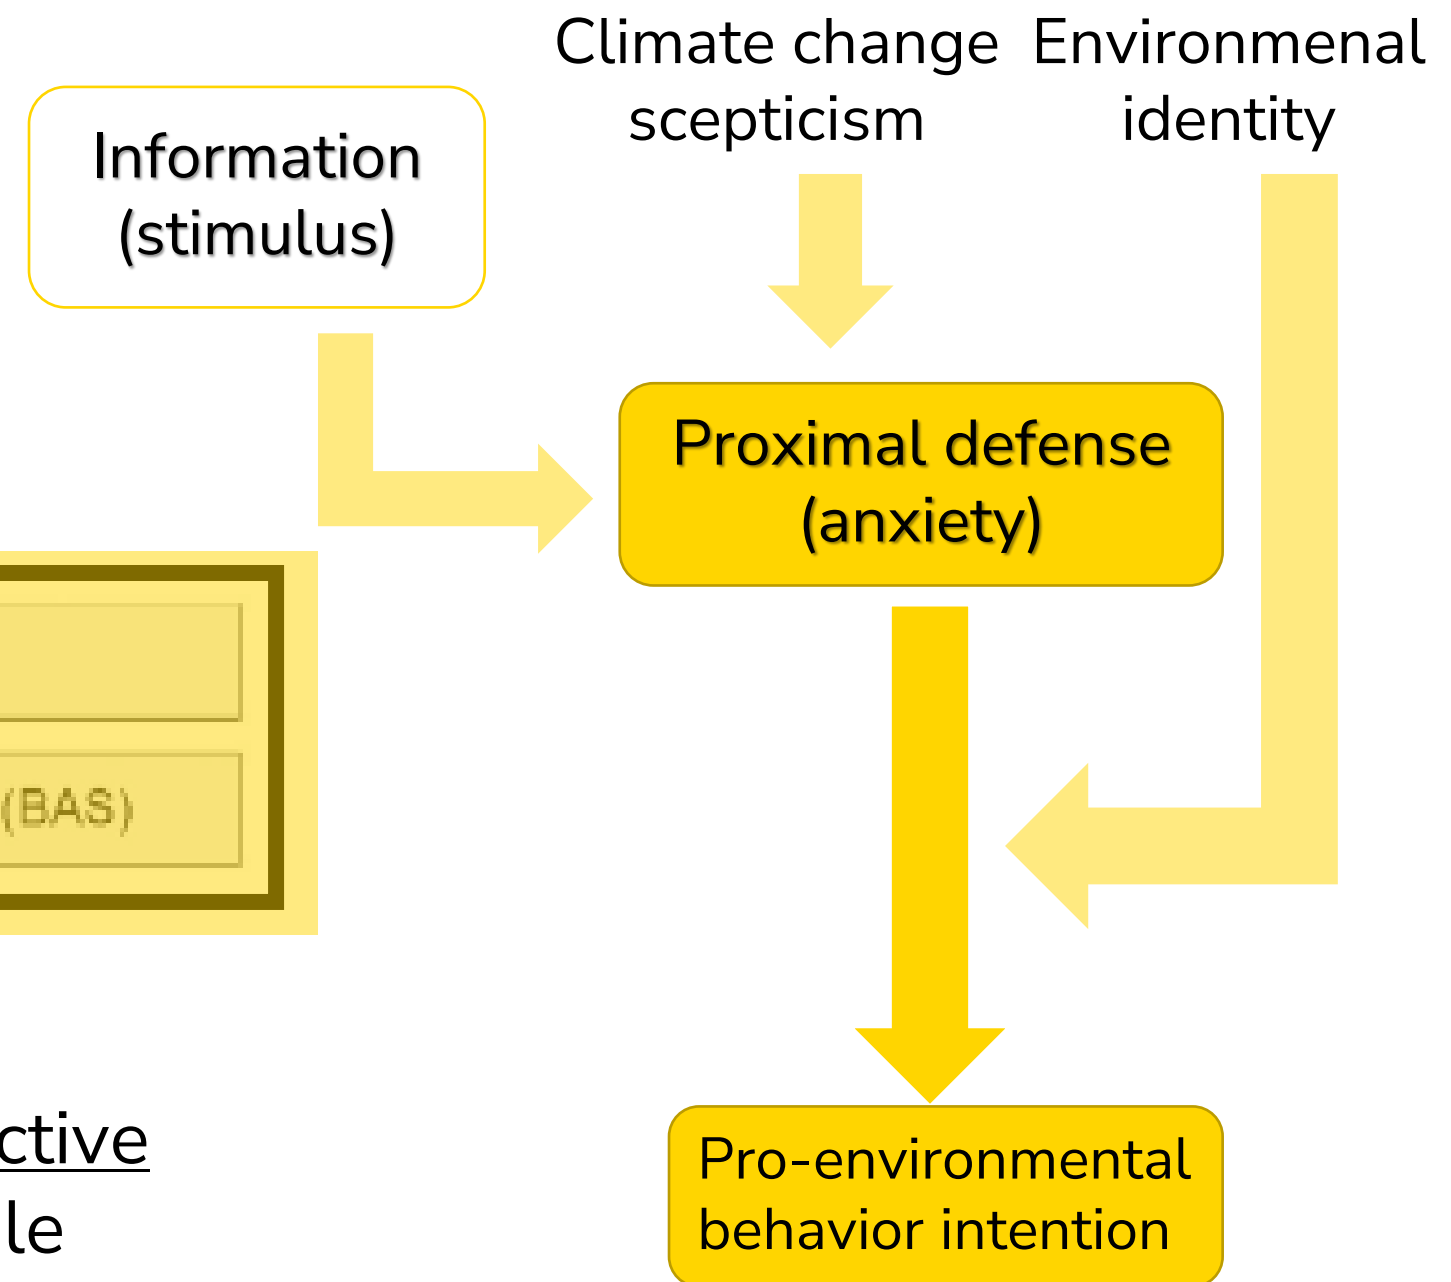 Climate change
scepticism
Environmenal
identity
Information
(stimulus)
Proximal defense
(anxiety)
(BAS)
ctive
le
Pro-environmental
behavior intention